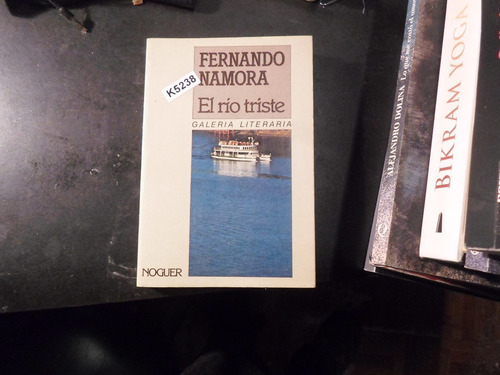 FERNANDO
NAMORA
K5238
El río triste
GALERIA LITERARIA
NOGUER
ALEJANDRO DOLINA
BIKRAM YOGA